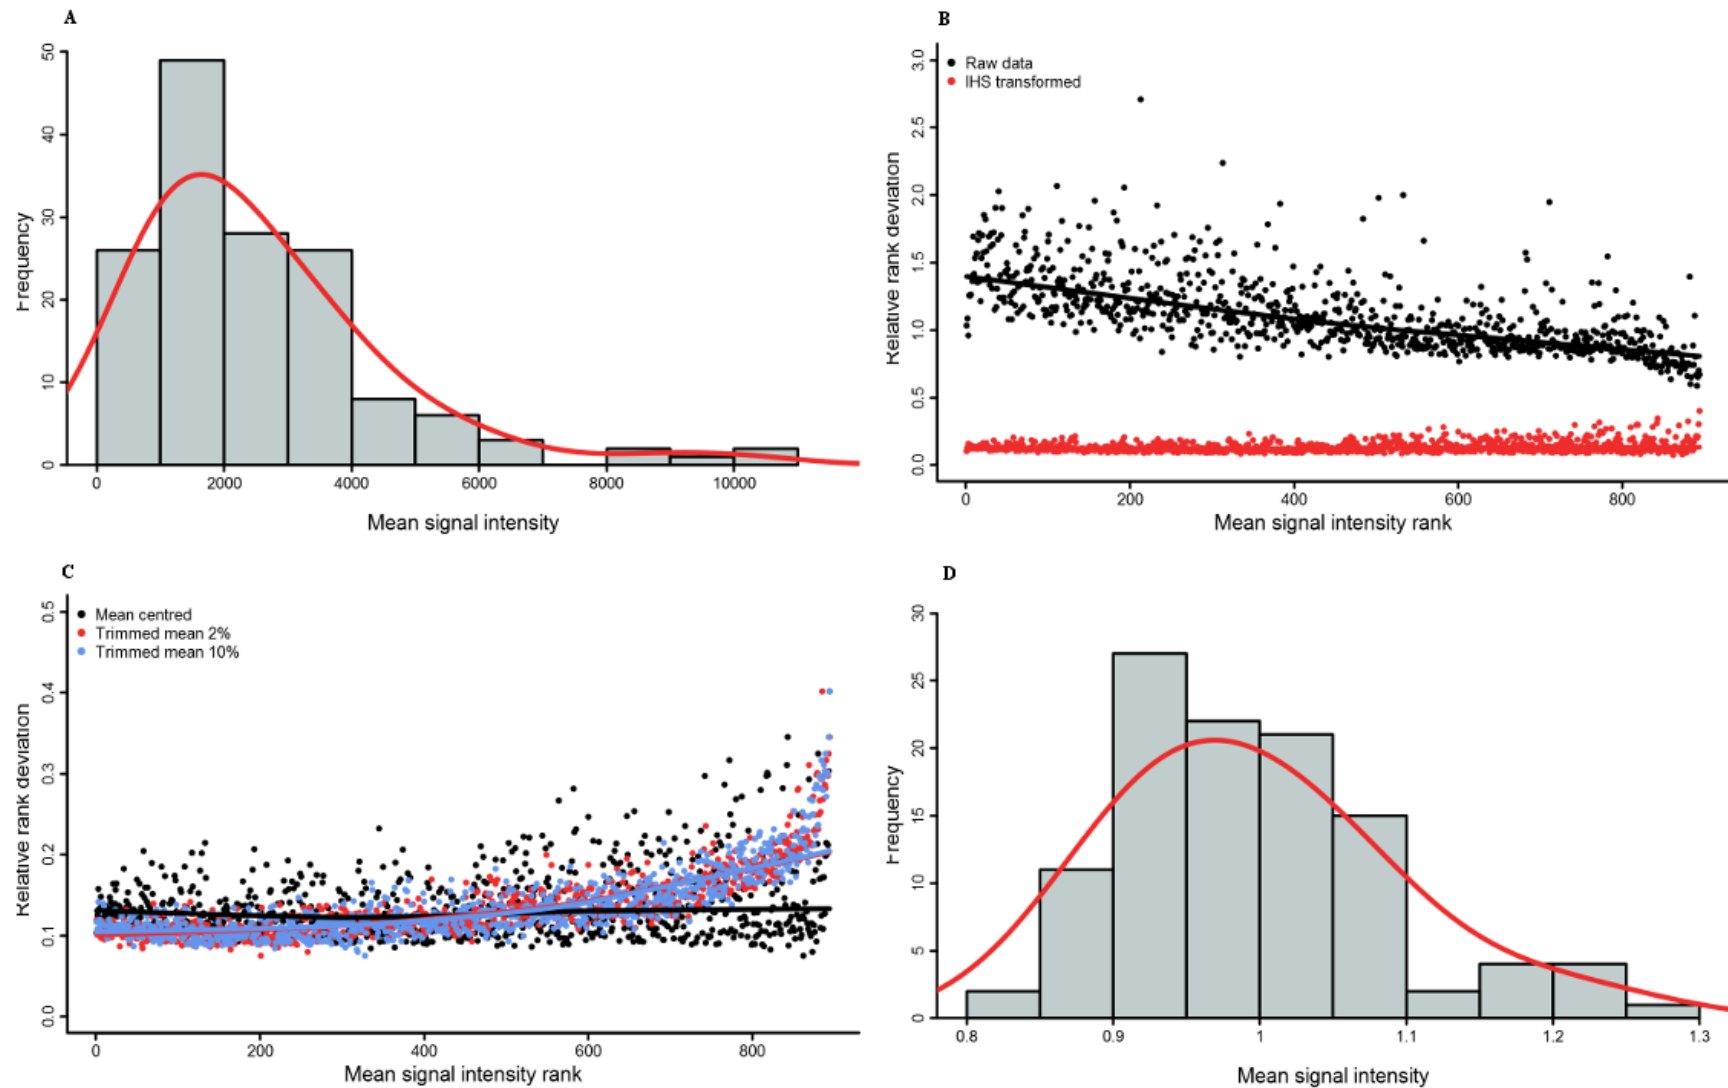 A
50
40
30
20
10
0
Frequency
0 2000 4000 6000 8000 10000
Mean signal intensity
B
Raw data
IHS transformed
3.0
2.5
2.0
1.5
1.0
0.5
0.0
Relative rank deviation
0 200 400 600 800
Mean signal intensity rank
C
Mean centred
Trimmed mean 2%
Trimmed mean 10%
0.5
0.4
0.3
0.2
0.1
0.0
Relative rank deviation
0 200 400 600 800
Mean signal intensity rank
D
30
25
20
15
10
5
0
Frequency
0.8 0.9 1 1.1 1.2 1.3
Mean signal intensity